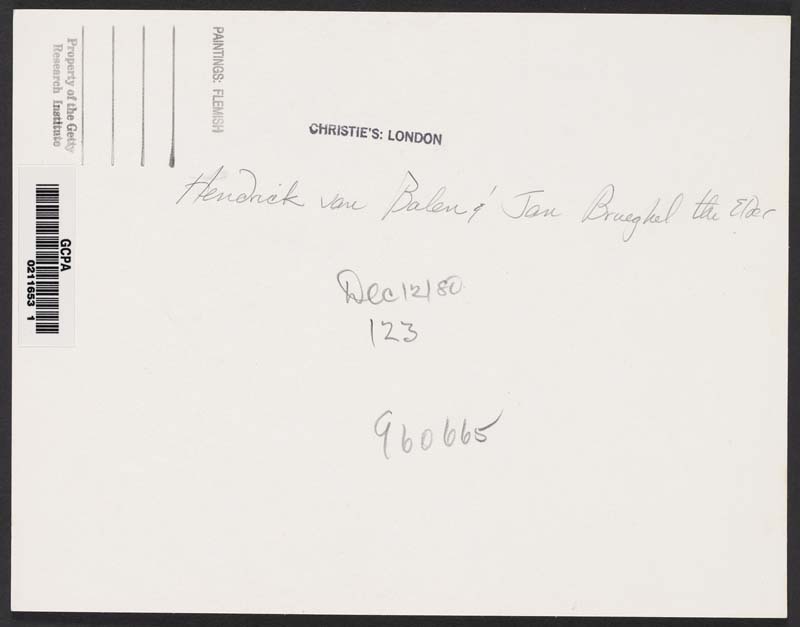 PAINTINGS: FLEMISH
Property of the Getty
Research Institute
CHRISTIE'S: LONDON
Hendrick van Balen & Jan Brueghel the Elder
Dec 12/80
123
960665
GCPA
0211653 1